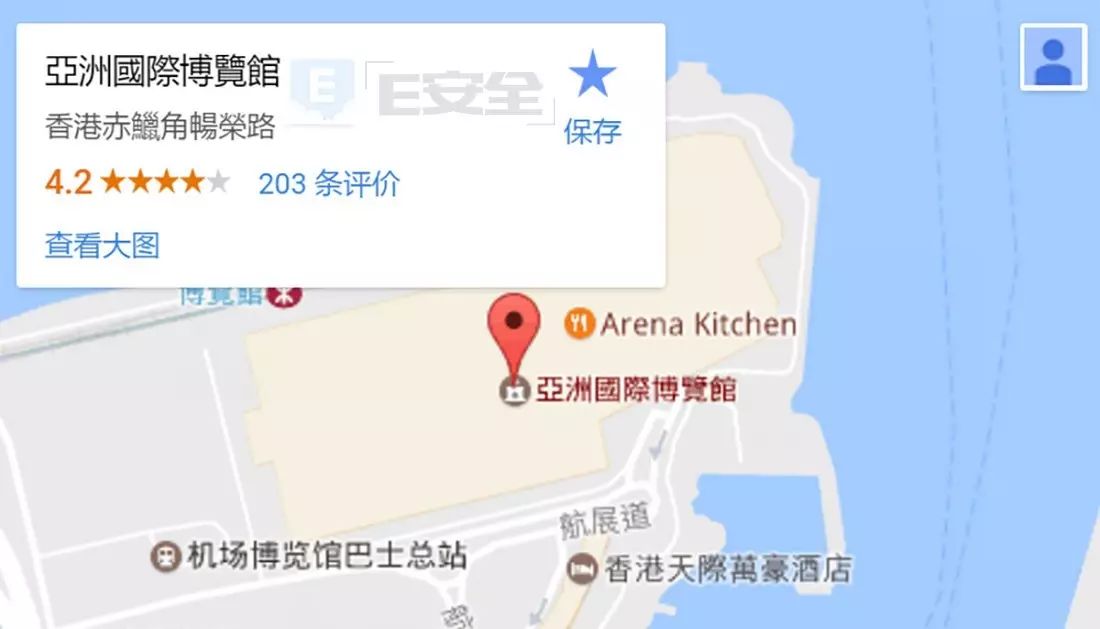 亞洲國際博覽館
E
「E安全」
香港赤鱲角暢榮路
保存
4.2
203 条评价
查看大图
博覽館
Arena Kitchen
亞洲國際博覽館
航展道
机场博览馆巴士总站
香港天際萬豪酒店